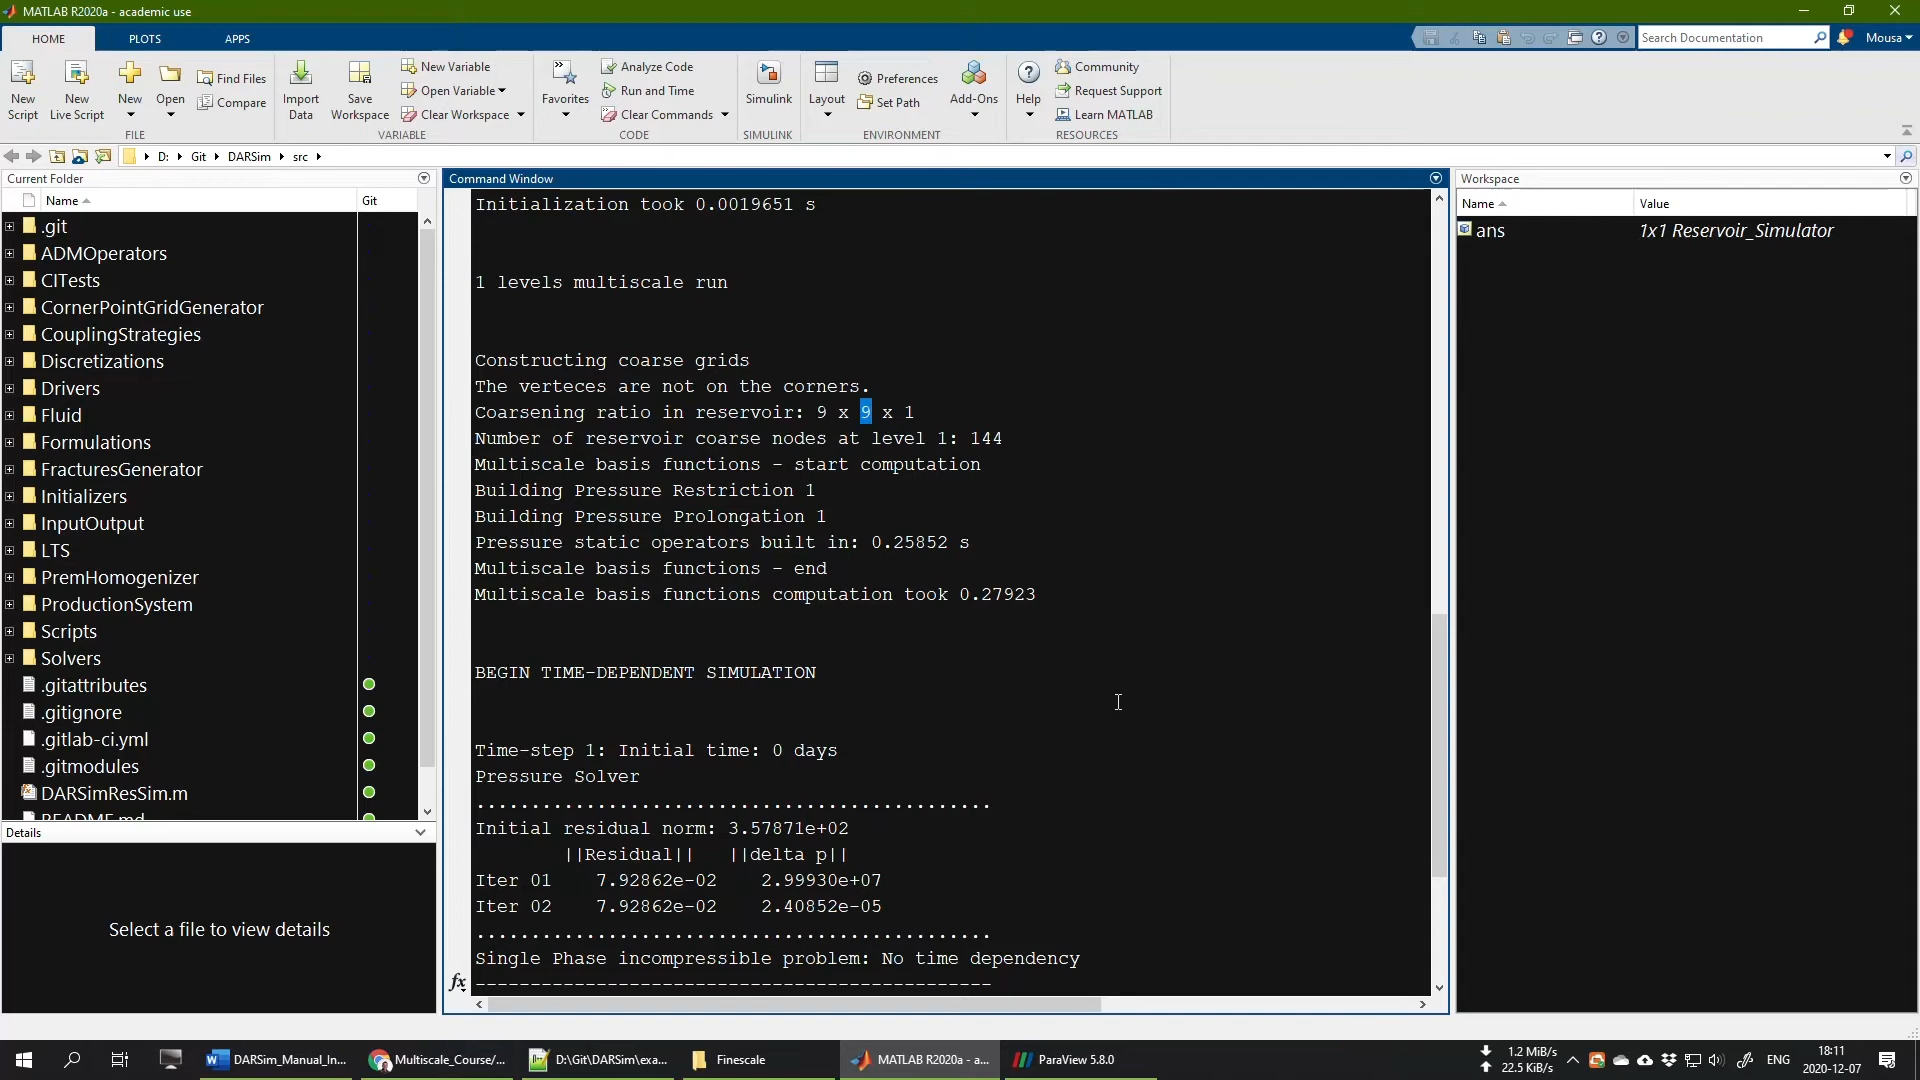 MATLAB R2020a - academic use
HOME PLOTS APPS
Search Documentation
Mousa
New Script
New Live Script
New
Open
Find Files
Compare
Import Data
Save Workspace
New Variable
Open Variable
Clear Workspace
Favorites
Analyze Code
Run and Time
Clear Commands
Simulink
Layout
Preferences
Set Path
Add-Ons
Help
Community
Request Support
Learn MATLAB
FILE VARIABLE CODE SIMULINK ENVIRONMENT RESOURCES
D: Git DARSim src
Current Folder
Name Git
.git
ADMOperators
CITests
CornerPointGridGenerator
CouplingStrategies
Discretizations
Drivers
Fluid
Formulations
FracturesGenerator
Initializers
InputOutput
LTS
PremHomogenizer
ProductionSystem
Scripts
Solvers
.gitattributes
.gitignore
.gitlab-ci.yml
.gitmodules
DARSimResSim.m
README.md
Details
Select a file to view details
Command Window
Initialization took 0.0019651 s
1 levels multiscale run
Constructing coarse grids
The verteces are not on the corners.
Coarsening ratio in reservoir: 9 x 9 x 1
Number of reservoir coarse nodes at level 1: 144
Multiscale basis functions - start computation
Building Pressure Restriction 1
Building Pressure Prolongation 1
Pressure static operators built in: 0.25852 s
Multiscale basis functions - end
Multiscale basis functions computation took 0.27923
BEGIN TIME-DEPENDENT SIMULATION
Time-step 1: Initial time: 0 days
Pressure Solver
...............................................
Initial residual norm: 3.57871e+02
||Residual|| ||delta p||
Iter 01 7.92862e-02 2.99930e+07
Iter 02 7.92862e-02 2.40852e-05
...............................................
Single Phase incompressible problem: No time dependency
-----------------------------------------------
fx
Workspace
Name Value
ans 1x1 Reservoir_Simulator
DARSim_Manual_In...
Multiscale_Course/...
D:\Git\DARSim\exa...
Finescale
MATLAB R2020a - a...
ParaView 5.8.0
1.2 MiB/s
22.5 KiB/s
ENG
18:11
2020-12-07